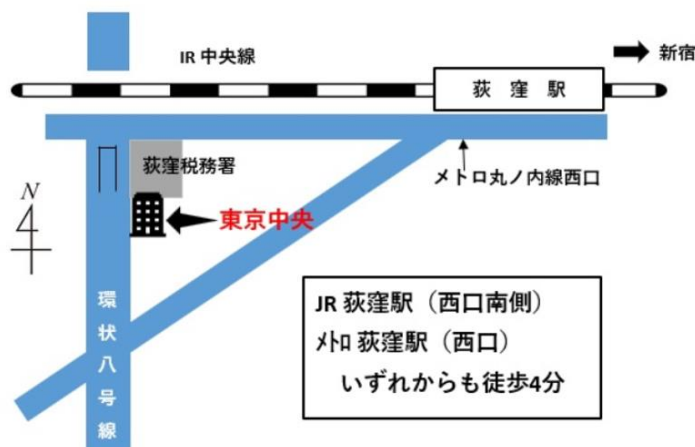 IR 中央線
新宿
荻窪駅
荻窪税務署
メトロ丸ノ内線西口
N
東京中央
環状八号線
JR 荻窪駅（西口南側）
ﾒﾄﾛ 荻窪駅（西口）
いずれからも徒歩4分